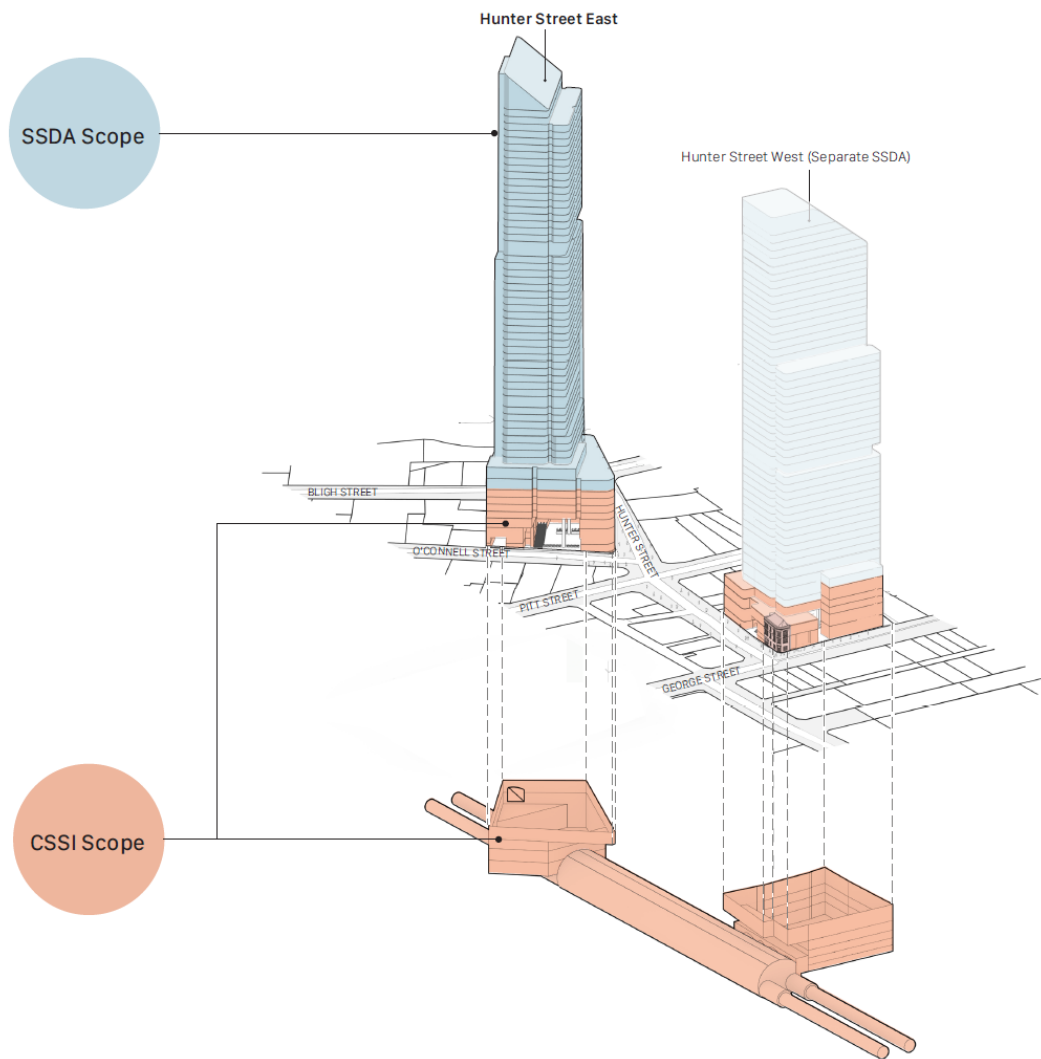 Hunter Street East
SSDA Scope
Hunter Street West (Separate SSDA)
BLIGH STREET
HUNTER STREET
O'CONNELL STREET
PITT STREET
GEORGE STREET
CSSI Scope